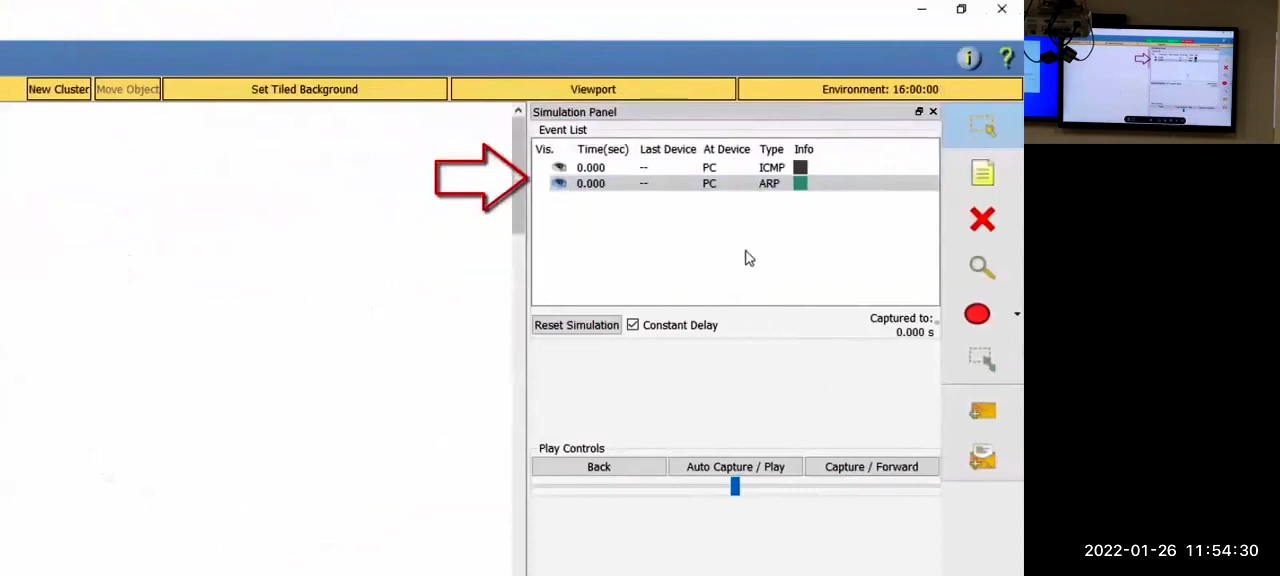 New Cluster Move Object Set Tiled Background Viewport Environment: 16:00:00
Simulation Panel
Event List
Vis. Time(sec) Last Device At Device Type Info
0.000 -- PC ICMP
0.000 -- PC ARP
Reset Simulation Constant Delay Captured to:
0.000 s
Play Controls
Back Auto Capture / Play Capture / Forward
2022-01-26 11:54:30